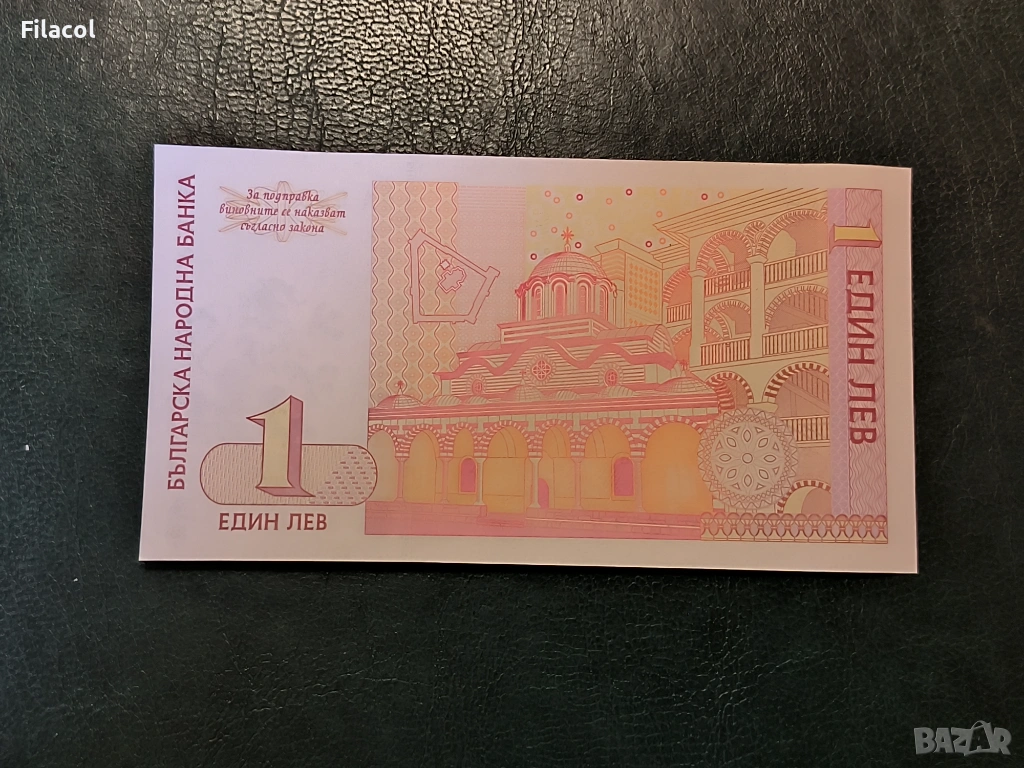 Filacol
БЪЛГАРСКА НАРОДНА БАНКА
За подправка
виновните се наказват
съгласно закона
1
ЕДИН ЛЕВ
1
ЕДИН ЛЕВ
BAZAR